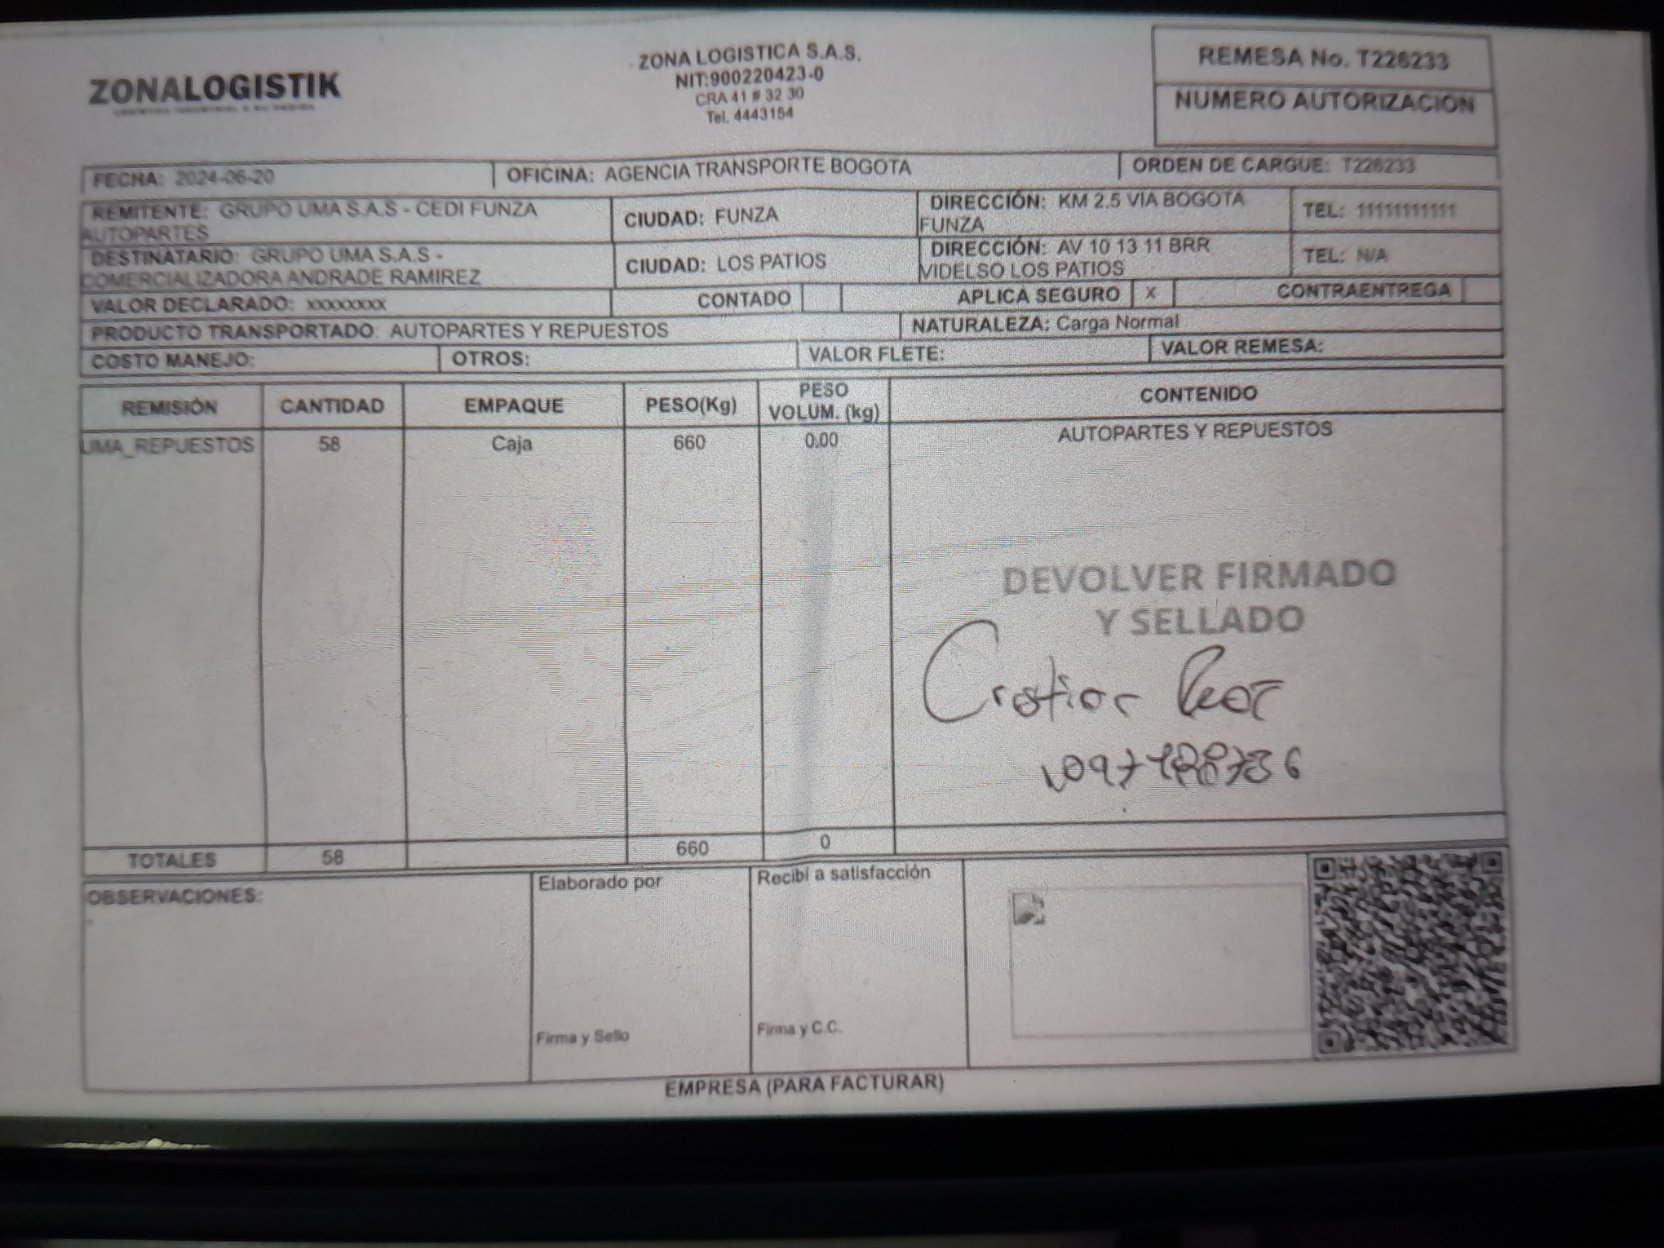 ZONALOGISTIK
ZONA LOGISTICA S.A.S.
NIT:900220423-0
CRA 41 # 32 30
Tel. 4443154
REMESA No. T226233
NUMERO AUTORIZACION
FECHA: 2024-06-20
OFICINA: AGENCIA TRANSPORTE BOGOTA
ORDEN DE CARGUE: T226233
REMITENTE: GRUPO UMA S.A.S - CEDI FUNZA
AUTOPARTES
CIUDAD: FUNZA
DIRECCIÓN: KM 2.5 VIA BOGOTA
FUNZA
TEL: 11111111111
DESTINATARIO: GRUPO UMA S.A.S -
COMERCIALIZADORA ANDRADE RAMIREZ
CIUDAD: LOS PATIOS
DIRECCIÓN: AV 10 13 11 BRR
VIDELSO LOS PATIOS
TEL: N/A
VALOR DECLARADO: xxxxxxxx
CONTADO
APLICA SEGURO X
CONTRAENTREGA
PRODUCTO TRANSPORTADO: AUTOPARTES Y REPUESTOS
NATURALEZA: Carga Normal
COSTO MANEJO:
OTROS:
VALOR FLETE:
VALOR REMESA:
REMISIÓN CANTIDAD EMPAQUE PESO(Kg) PESO VOLUM. (kg) CONTENIDO
UMA_REPUESTOS 58 Caja 660 0.00 AUTOPARTES Y REPUESTOS
DEVOLVER FIRMADO
Y SELLADO
TOTALES 58 660 0
OBSERVACIONES:
-
Elaborado por
Firma y Sello
Recibí a satisfacción
Firma y C.C.
EMPRESA (PARA FACTURAR)